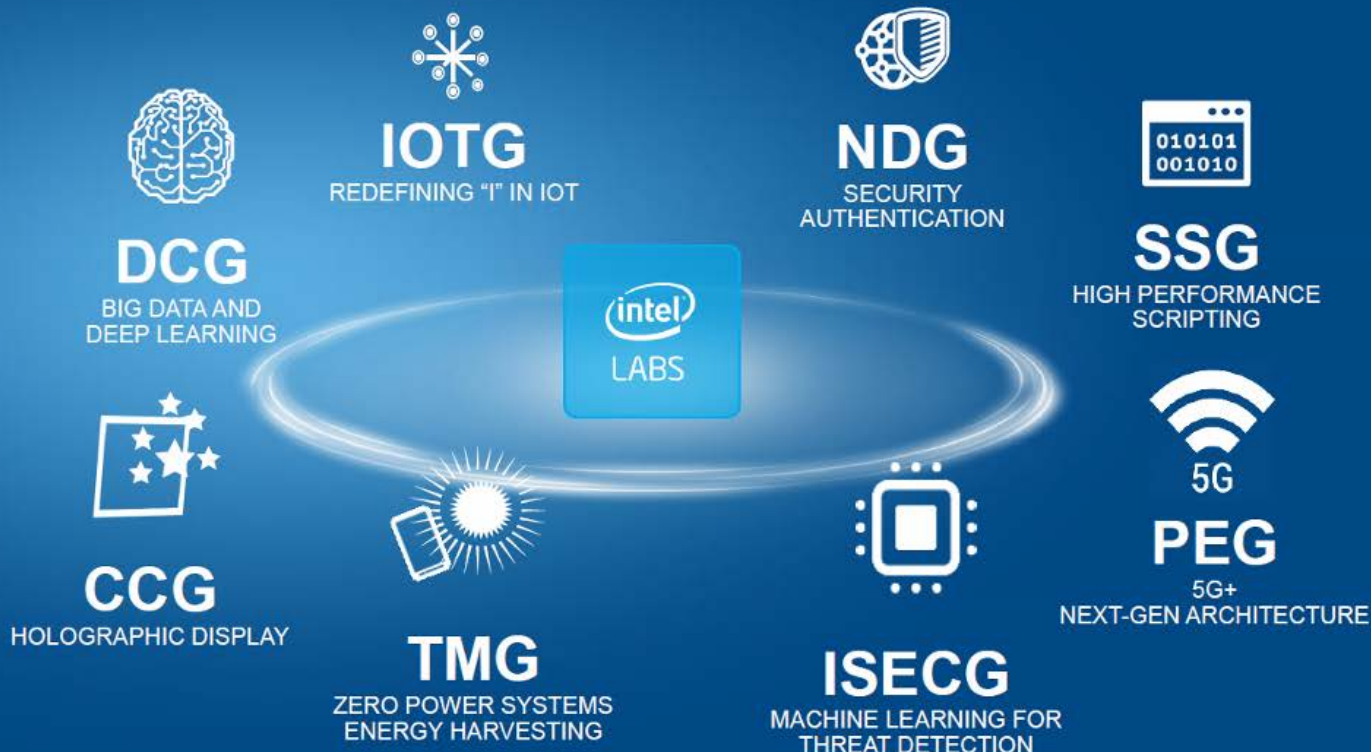 IOTG
REDEFINING “I” IN IOT
NDG
SECURITY
AUTHENTICATION
010101
001010
DCG
BIG DATA AND
DEEP LEARNING
intel
LABS
SSG
HIGH PERFORMANCE
SCRIPTING
5G
CCG
HOLOGRAPHIC DISPLAY
PEG
5G+
NEXT-GEN ARCHITECTURE
TMG
ZERO POWER SYSTEMS
ENERGY HARVESTING
ISECG
MACHINE LEARNING FOR
THREAT DETECTION